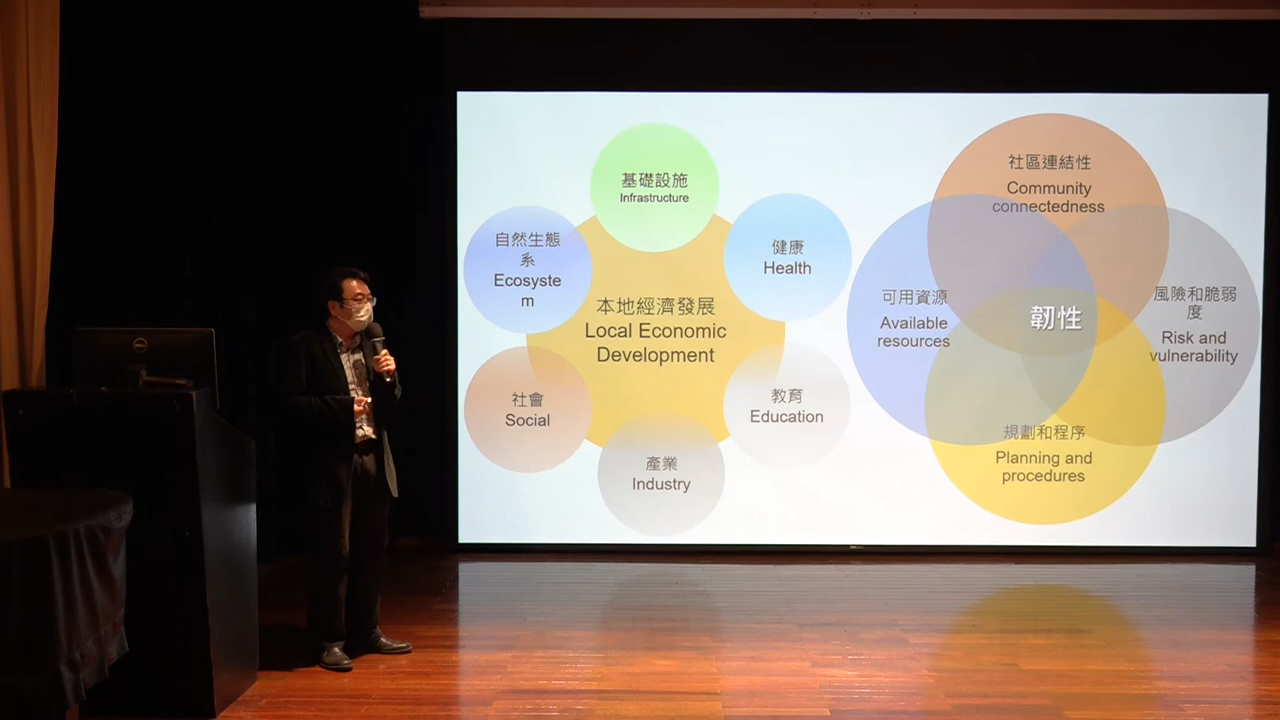 基礎設施
Infrastructure
自然生態
系
Ecosyste
m
健康
Health
本地經濟發展
Local Economic
Development
社會
Social
教育
Education
產業
Industry
社區連結性
Community
connectedness
可用資源
Available
resources
韌性
風險和脆弱
度
Risk and
vulnerability
規劃和程序
Planning and
procedures
DELL